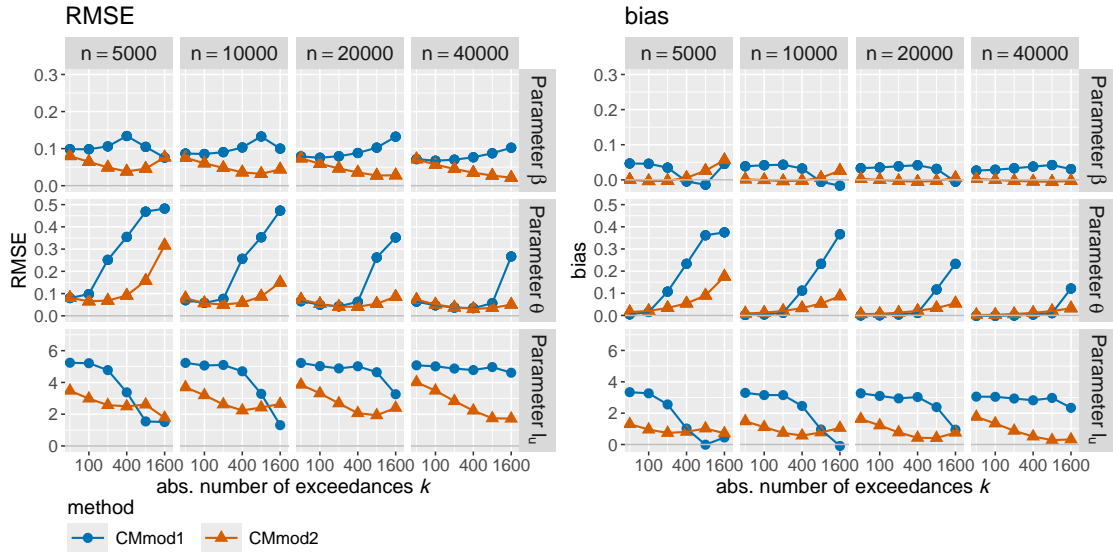 RMSE
n = 5000 n = 10000 n = 20000 n = 40000
0.3
0.2
0.1
0.0
Parameter β
0.5
0.4
0.3
0.2
0.1
0.0
Parameter θ
6
4
2
0
Parameter lᵤ
RMSE
100 400 1600 100 400 1600 100 400 1600 100 400 1600
abs. number of exceedances k
bias
n = 5000 n = 10000 n = 20000 n = 40000
0.3
0.2
0.1
0.0
Parameter β
0.5
0.4
0.3
0.2
0.1
0.0
Parameter θ
6
4
2
0
Parameter lᵤ
bias
100 400 1600 100 400 1600 100 400 1600 100 400 1600
abs. number of exceedances k
method
CMmod1 CMmod2